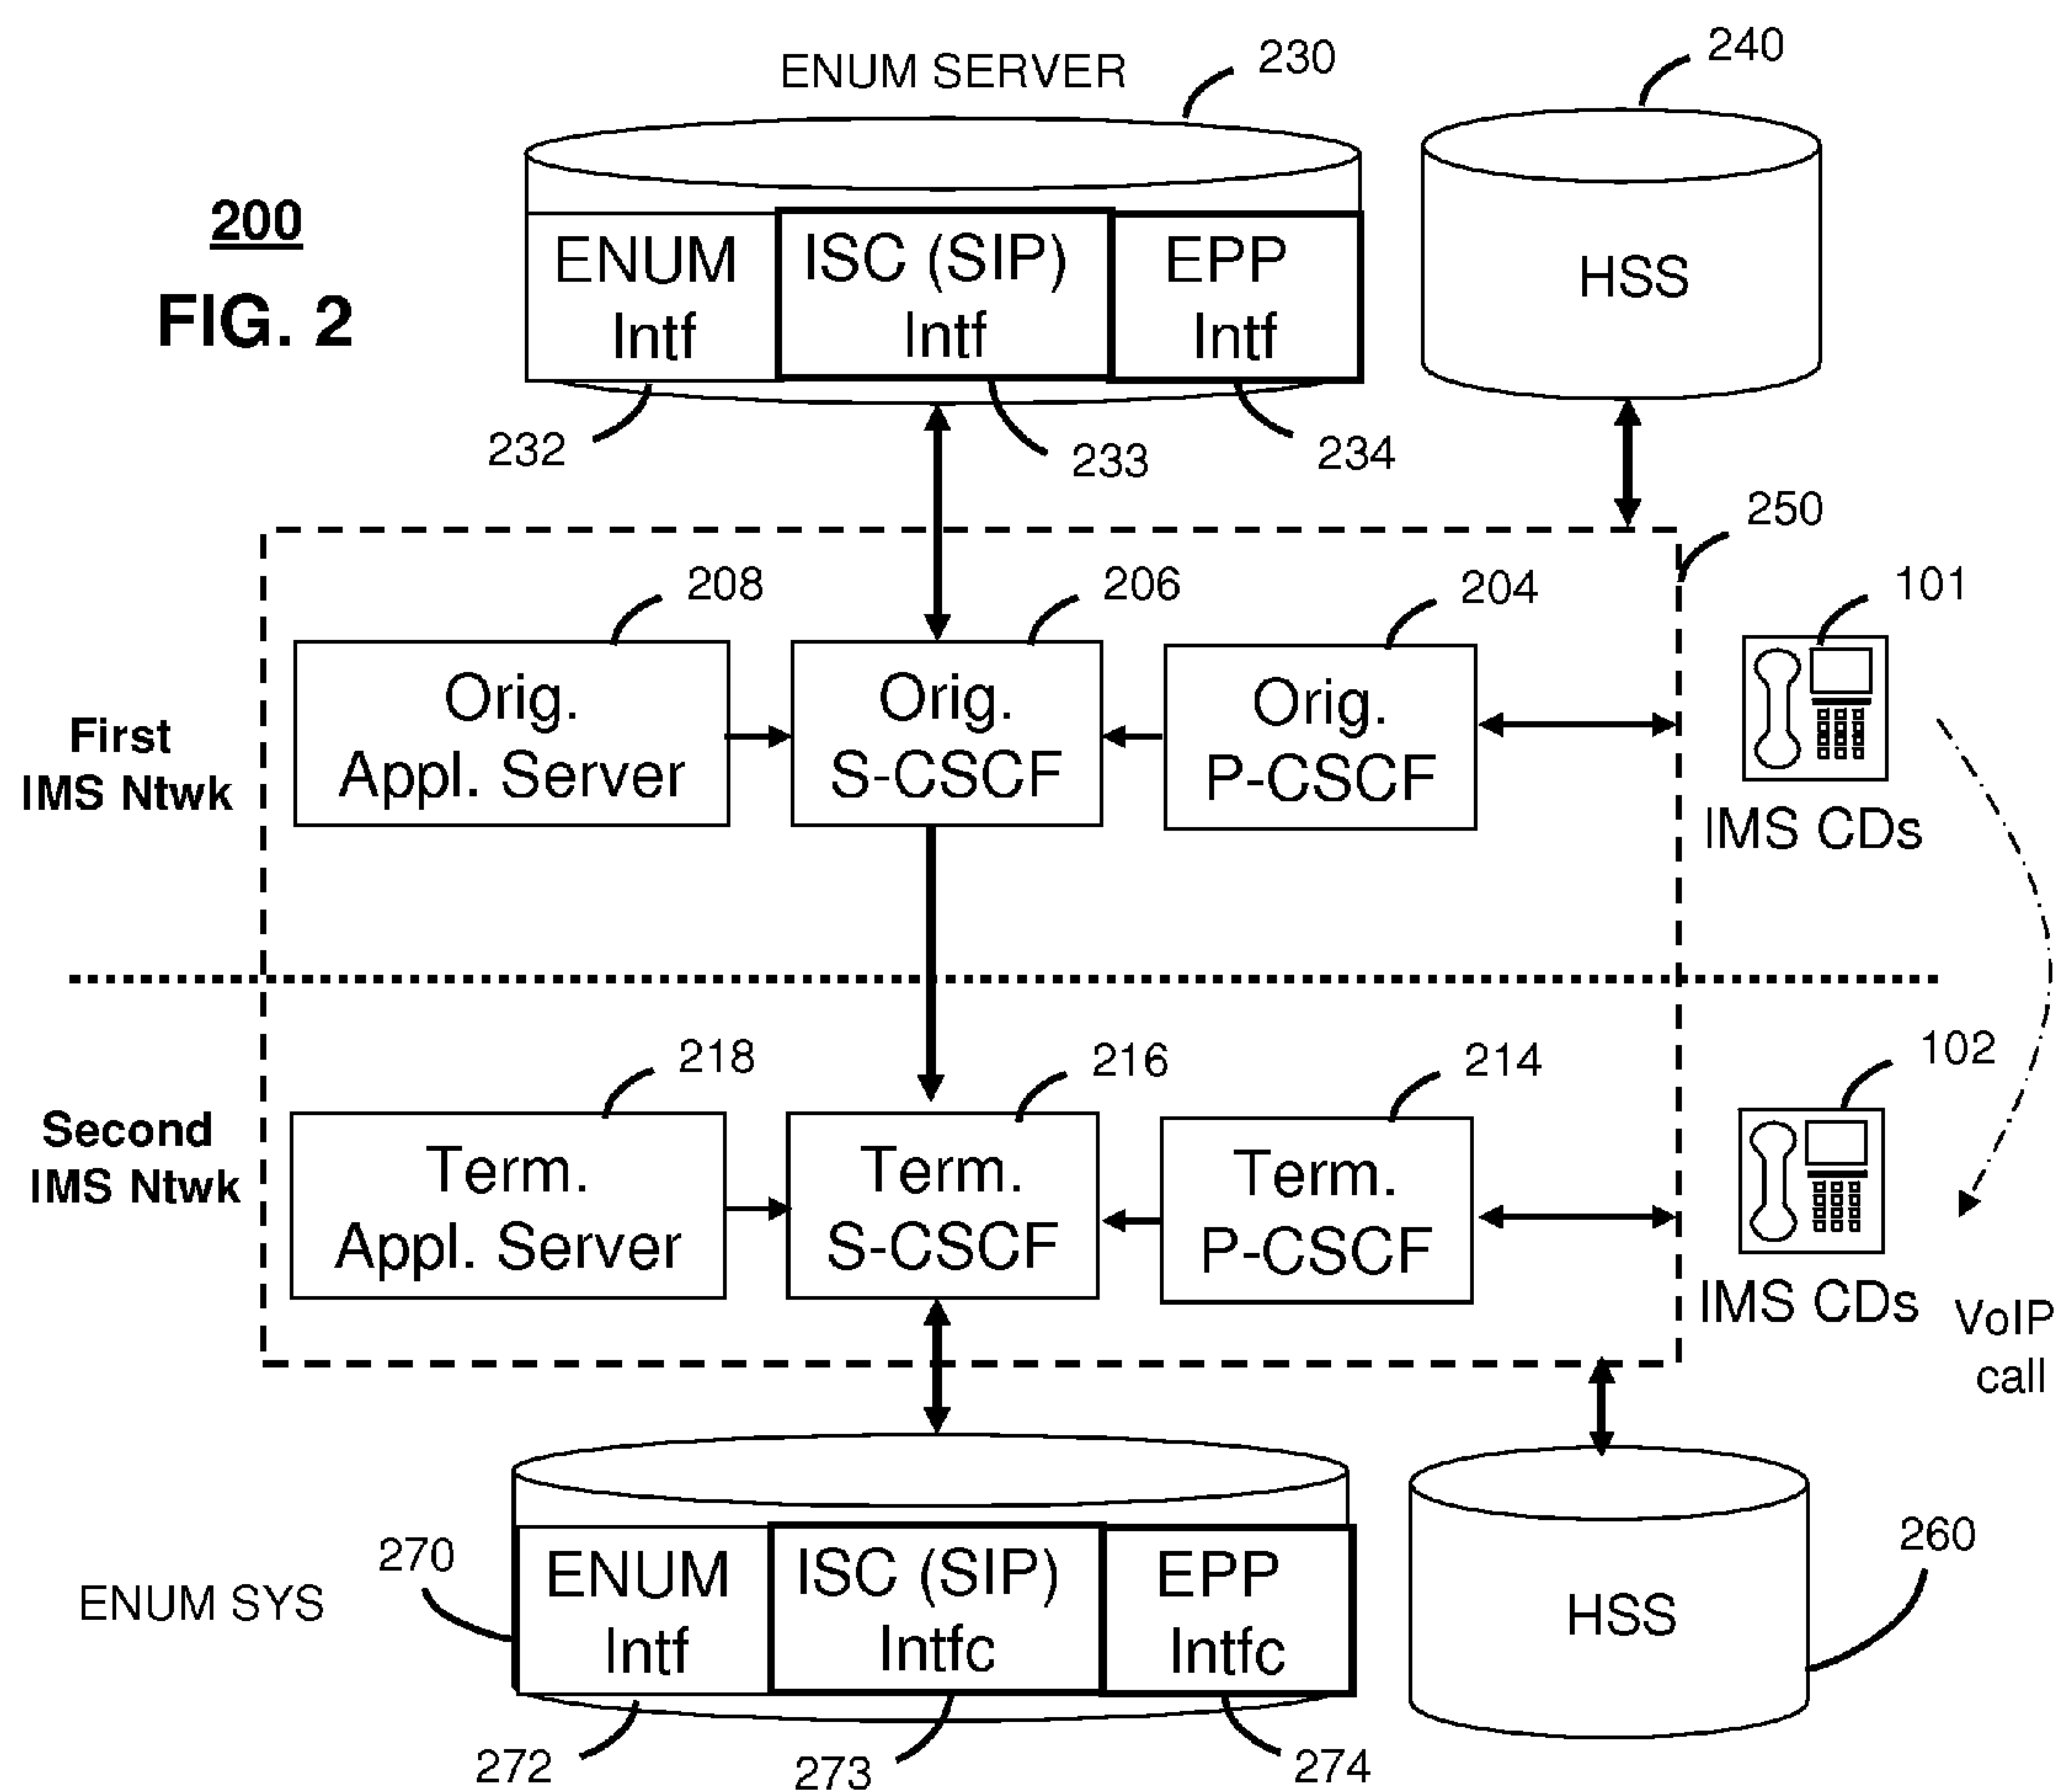 ENUM SERVER
230
240
200
FIG. 2
ENUM
Intf
ISC (SIP)
Intf
EPP
Intf
HSS
232
233
234
250
208
206
204
101
First
IMS Ntwk
Orig.
Appl. Server
Orig.
S-CSCF
Orig.
P-CSCF
IMS CDs
218
216
214
102
Second
IMS Ntwk
Term.
Appl. Server
Term.
S-CSCF
Term.
P-CSCF
IMS CDs
VoIP
call
270
ENUM SYS
ENUM
Intf
ISC (SIP)
Intfc
EPP
Intfc
HSS
260
272
273
274